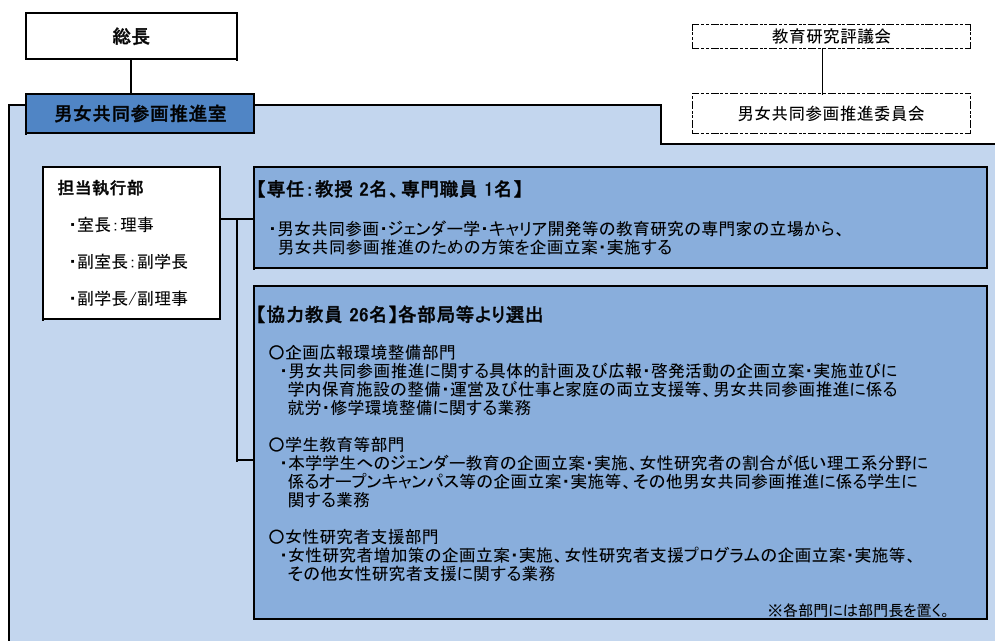 総長
教育研究評議会
男女共同参画推進室
男女共同参画推進委員会
担当執行部
・室長:理事
・副室長:副学長
・副学長/副理事
【専任:教授 2名、専門職員 1名】
・男女共同参画・ジェンダー学・キャリア開発等の教育研究の専門家の立場から、
男女共同参画推進のための方策を企画立案・実施する
【協力教員 26名】各部局等より選出
○企画広報環境整備部門
・男女共同参画推進に関する具体的計画及び広報・啓発活動の企画立案・実施並びに
学内保育施設の整備・運営及び仕事と家庭の両立支援等、男女共同参画推進に係る
就労・修学環境整備に関する業務
○学生教育等部門
・本学学生へのジェンダー教育の企画立案・実施、女性研究者の割合が低い理工系分野に
係るオープンキャンパス等の企画立案・実施等、その他男女共同参画推進に係る学生に
関する業務
○女性研究者支援部門
・女性研究者増加策の企画立案・実施、女性研究者支援プログラムの企画立案・実施等、
その他女性研究者支援に関する業務
※各部門には部門長を置く。